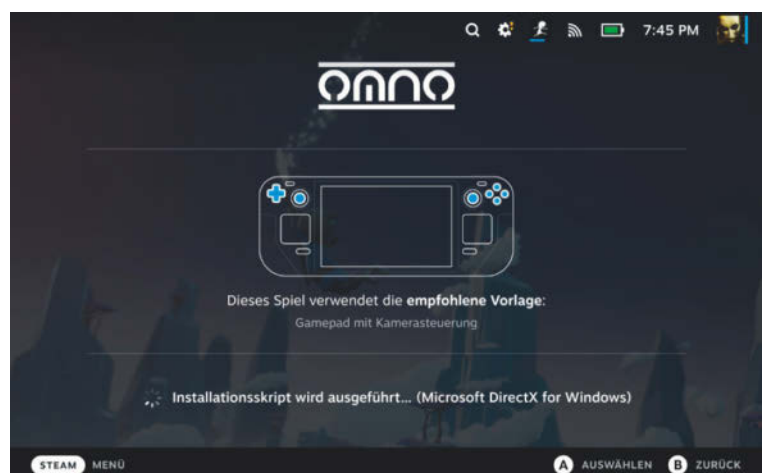 7:45 PM
OMNO
Dieses Spiel verwendet die empfohlene Vorlage:
Gamepad mit Kamerasteuerung
Installationsskript wird ausgeführt... (Microsoft DirectX for Windows)
STEAM MENÜ A AUSWÄHLEN B ZURÜCK